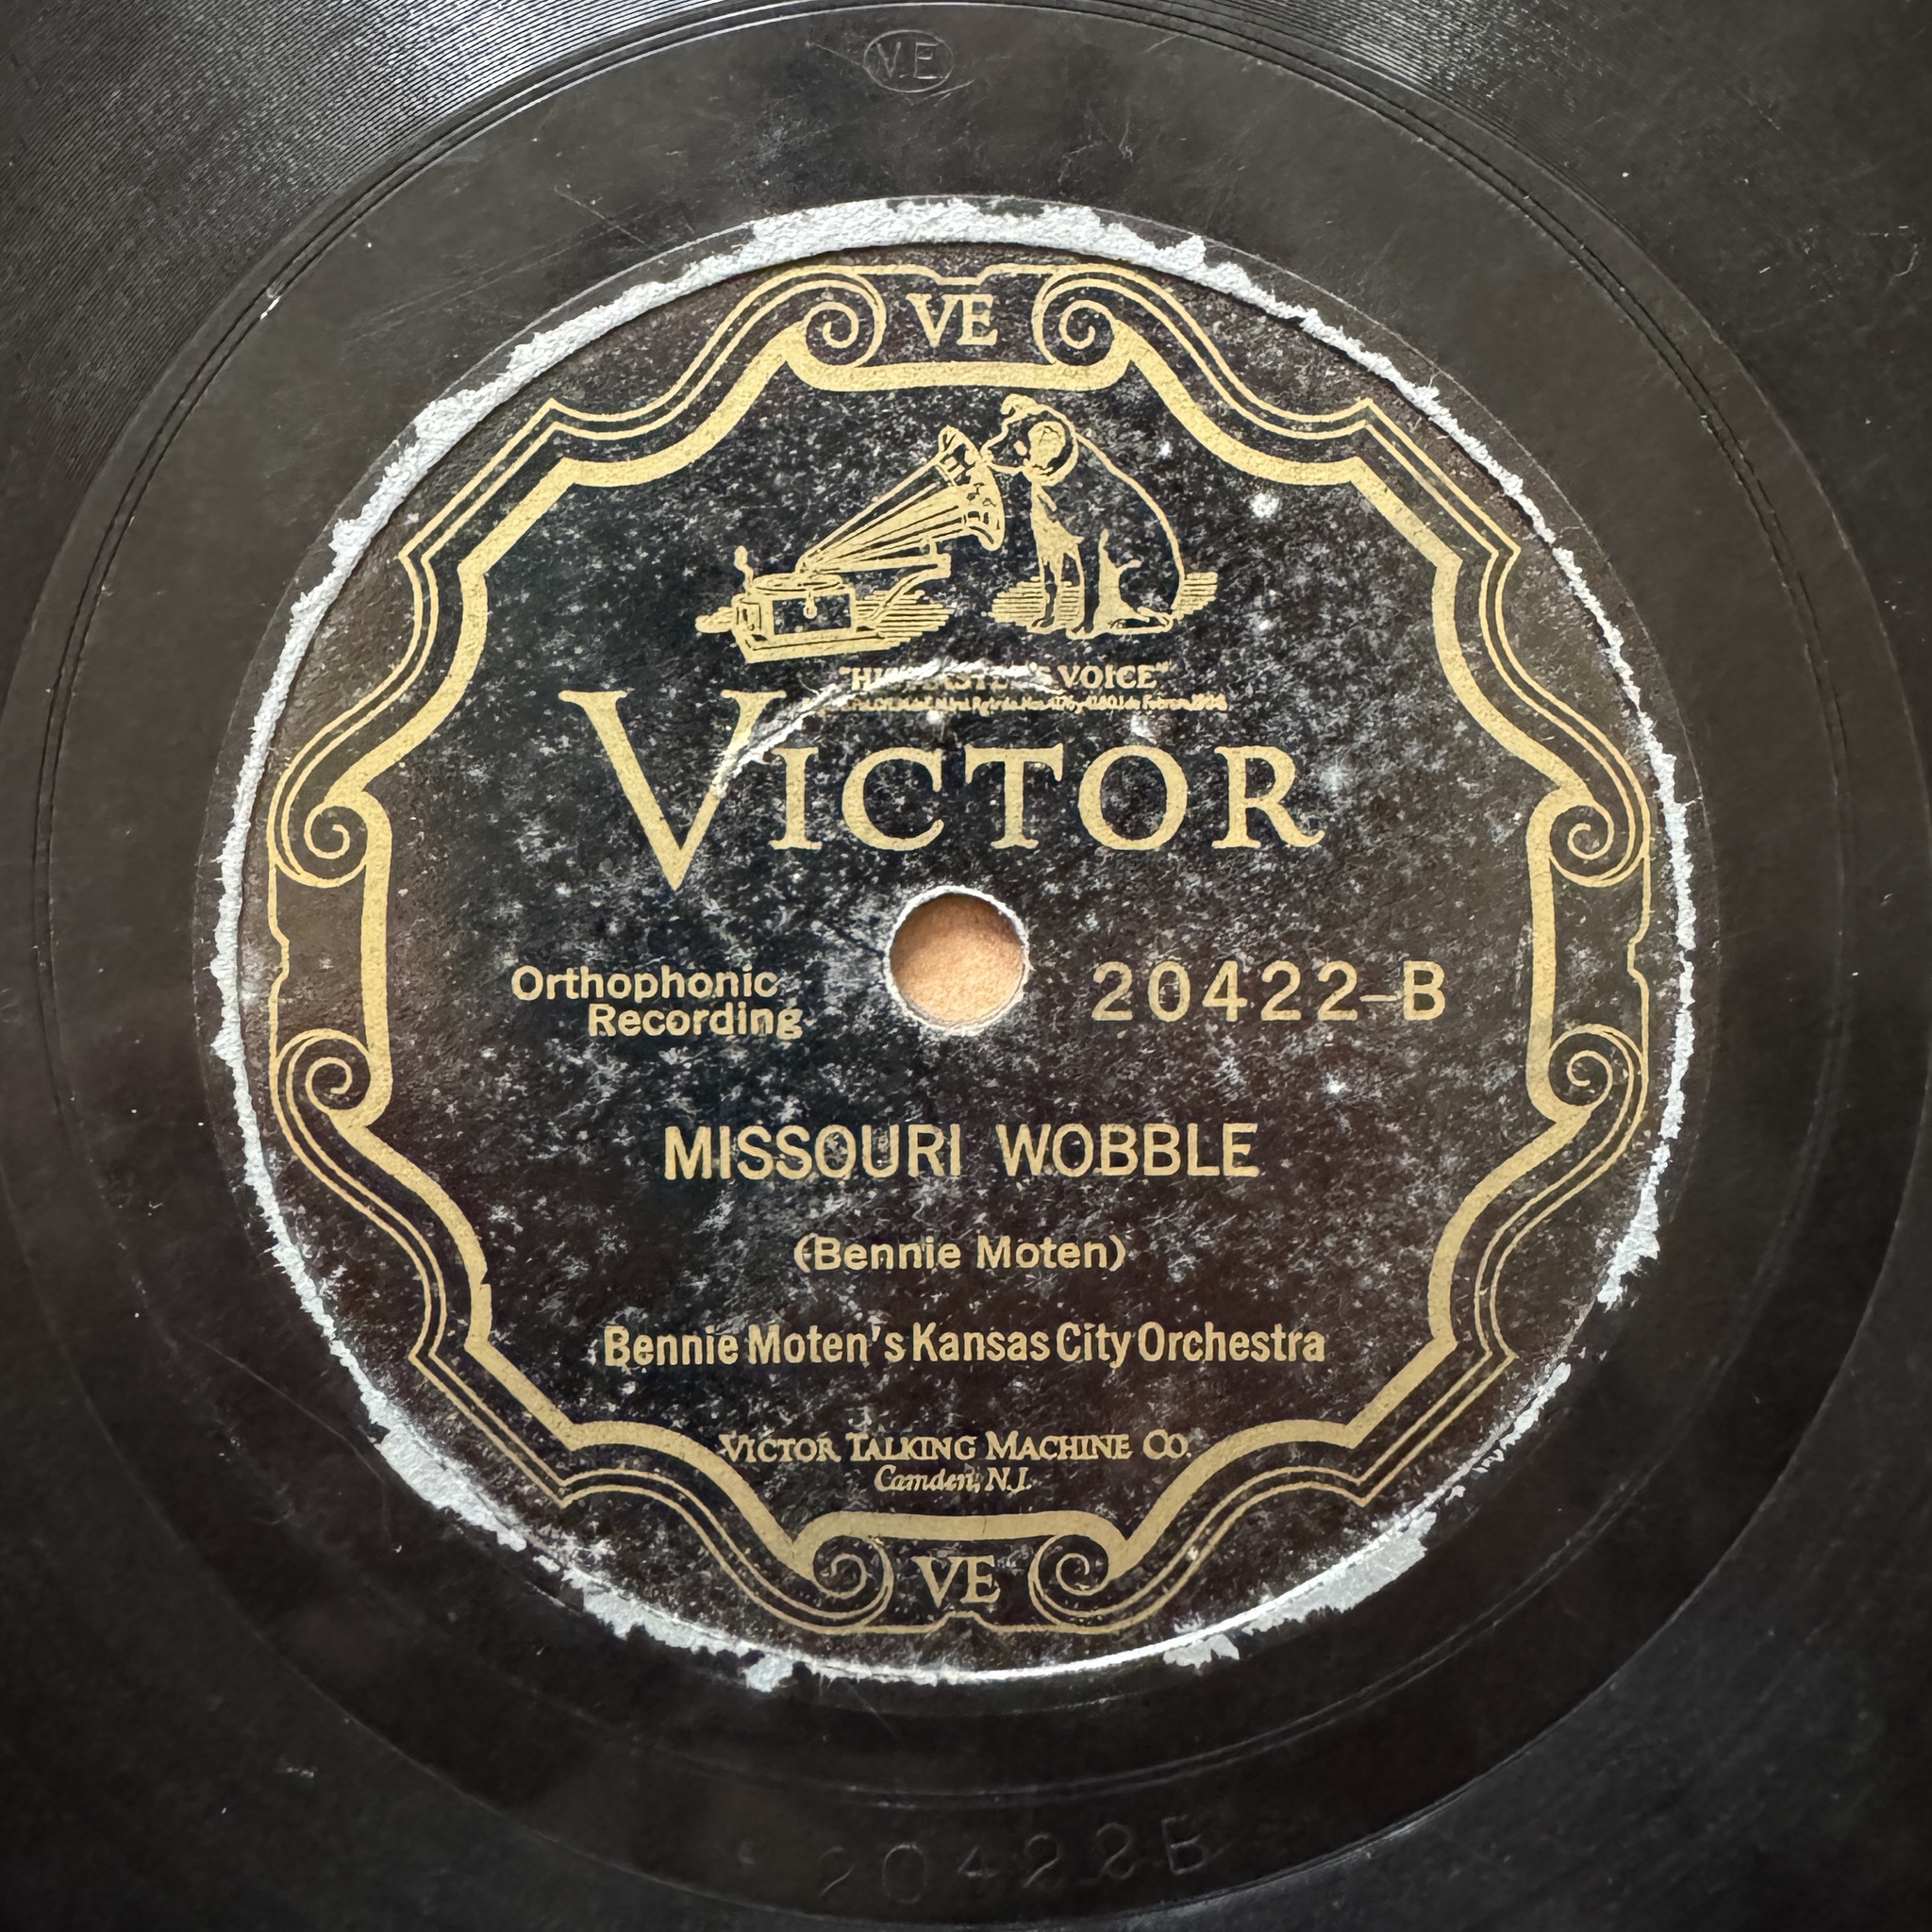 V.E
VE
"HIS MASTER'S VOICE"
VICTOR
Orthophonic
Recording
20422-B
MISSOURI WOBBLE
(Bennie Moten)
Bennie Moten's Kansas City Orchestra
VICTOR TALKING MACHINE CO.
Camden, N.J.
VE
20422B